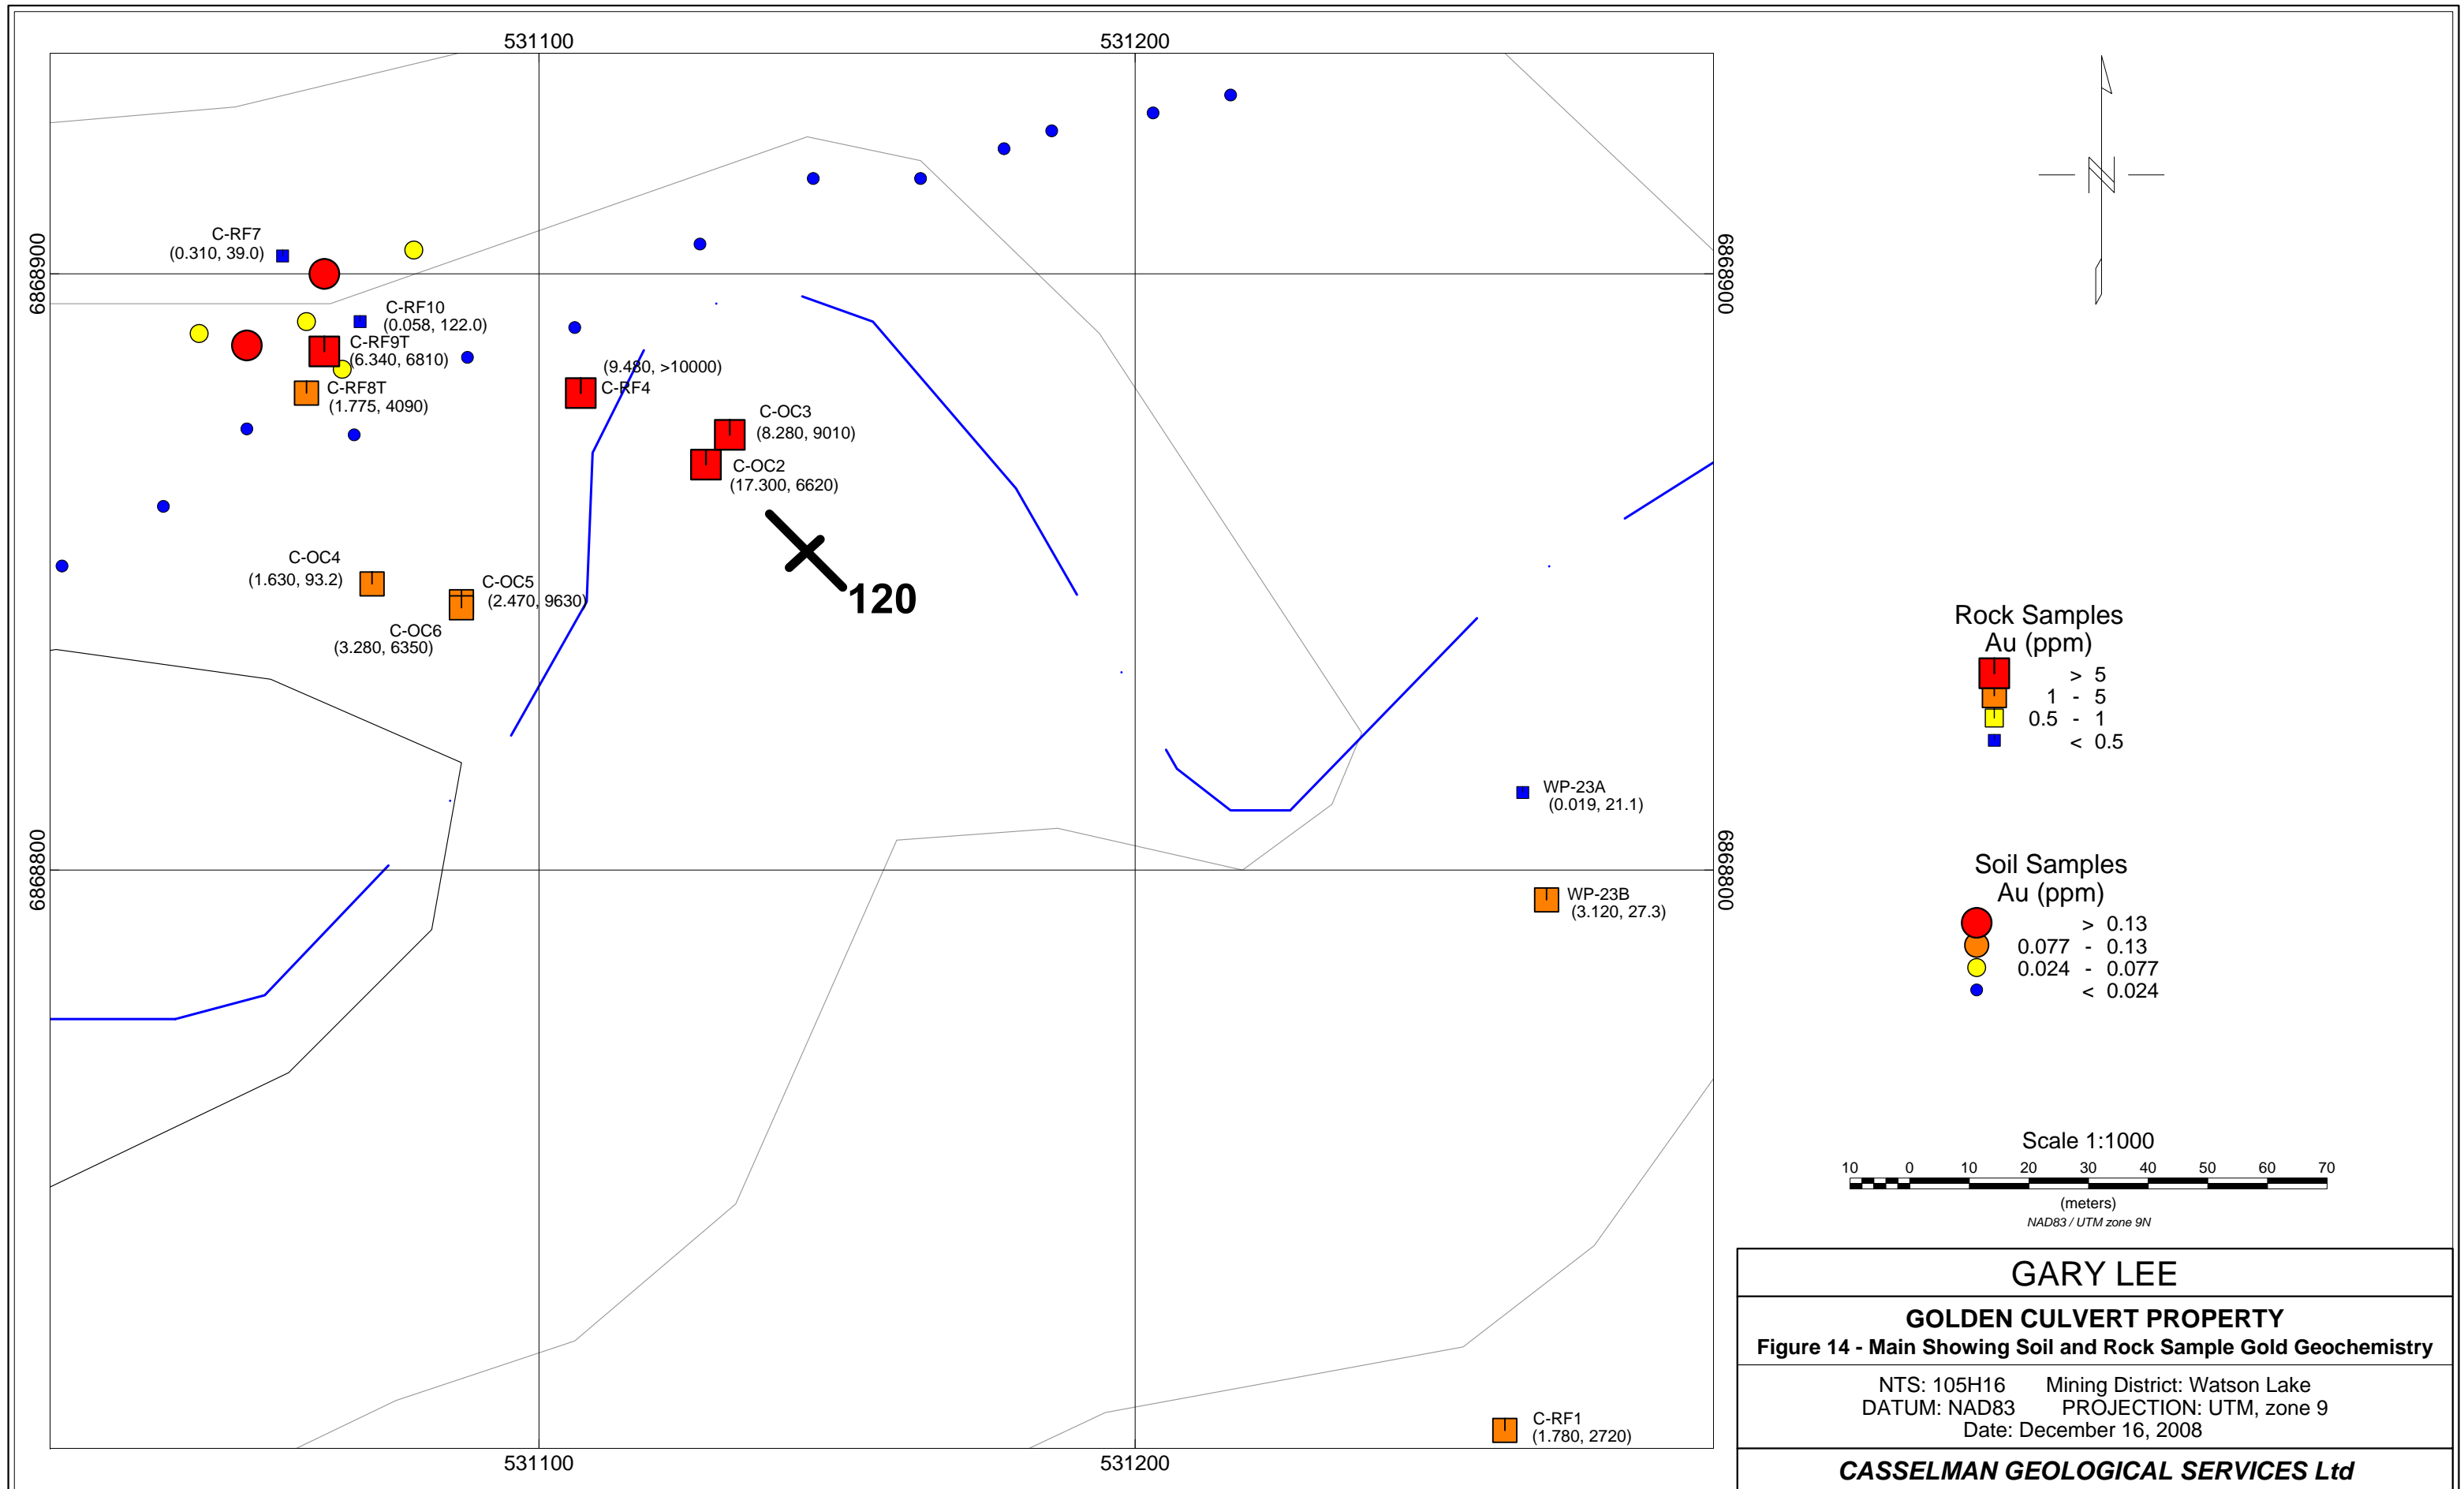 531100
531200
6868900
6868900
C-RF7
(0.310, 39.0)
C-RF10
(0.058, 122.0)
C-RF9T
(6.340, 6810)
C-RF8T
(1.775, 4090)
(9.480, >10000)
C-RF4
C-OC3
(8.280, 9010)
C-OC2
(17.300, 6620)
C-OC4
(1.630, 93.2)
C-OC5
(2.470, 9630)
C-OC6
(3.280, 6350)
120
WP-23A
(0.019, 21.1)
6868800
6868800
WP-23B
(3.120, 27.3)
C-RF1
(1.780, 2720)
531100
531200
N
Rock Samples
Au (ppm)
> 5
1 - 5
0.5 - 1
< 0.5
Soil Samples
Au (ppm)
> 0.13
0.077 - 0.13
0.024 - 0.077
< 0.024
Scale 1:1000
10 0 10 20 30 40 50 60 70
(meters)
NAD83 / UTM zone 9N
GARY LEE
GOLDEN CULVERT PROPERTY
Figure 14 - Main Showing Soil and Rock Sample Gold Geochemistry
NTS: 105H16 Mining District: Watson Lake
DATUM: NAD83 PROJECTION: UTM, zone 9
Date: December 16, 2008
CASSELMAN GEOLOGICAL SERVICES Ltd